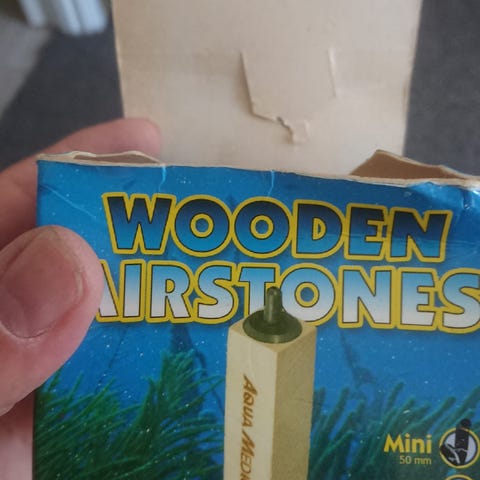 WOODEN
AIRSTONES
AQUA MEDIC
Mini
50 mm